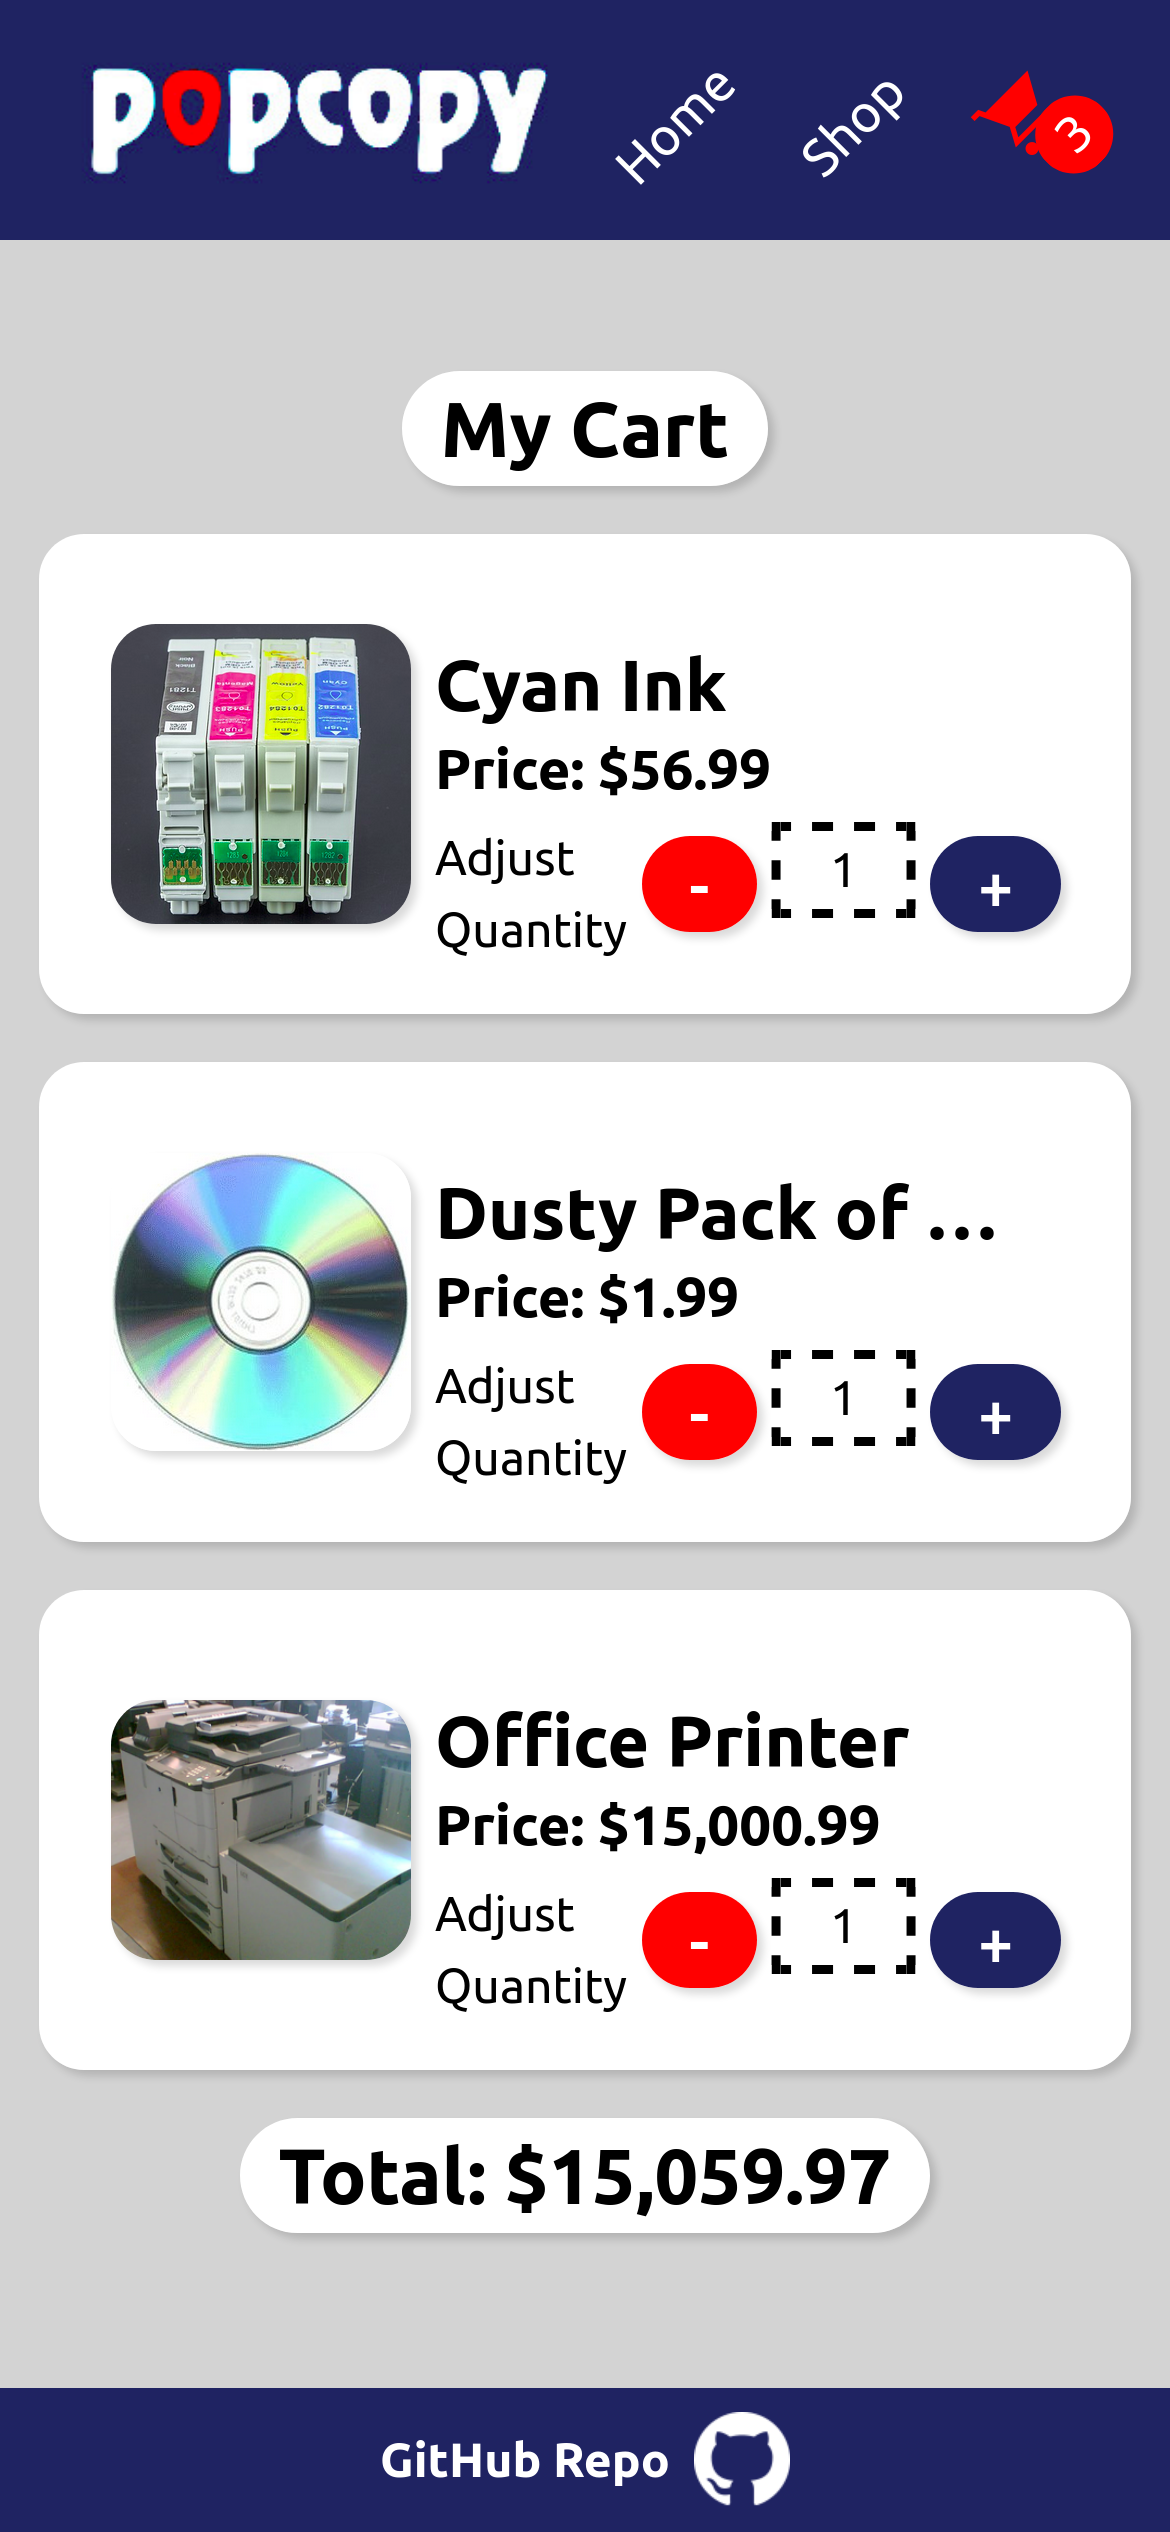 popcopy
Home
Shop
3
My Cart
Cyan Ink
Price: $56.99
Adjust
Quantity
-
1
+
Dusty Pack of ...
Price: $1.99
Adjust
Quantity
-
1
+
Office Printer
Price: $15,000.99
Adjust
Quantity
-
1
+
Total: $15,059.97
GitHub Repo